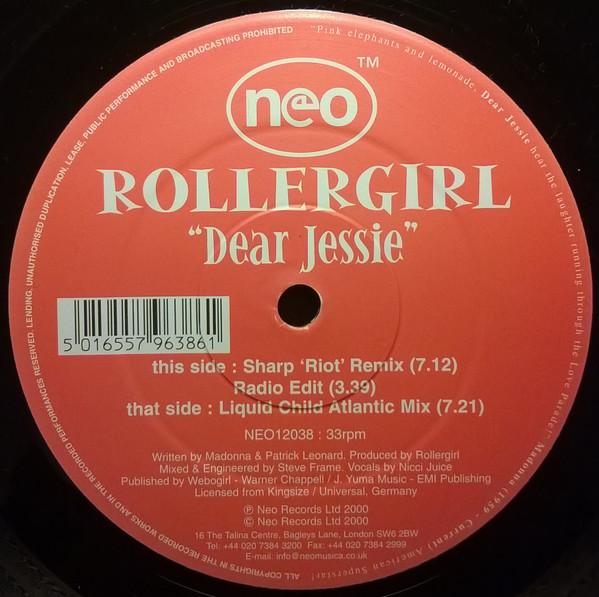 ALL COPYRIGHTS IN THE RECORDED WORKS AND IN THE RECORDED PERFORMANCES RESERVED. LENDING, UNAUTHORISED DUPLICATION, LEASE, PUBLIC PERFORMANCE AND BROADCASTING PROHIBITED
"Pink elephants and lemonade, Dear Jessie hear the laughter running through the Love Parade!" Madonna (1959 - Current) American Superstar!
neo
TM
ROLLERGIRL
"Dear Jessie"
5 016557 963861
this side : Sharp 'Riot' Remix (7.12)
Radio Edit (3.39)
that side : Liquid Child Atlantic Mix (7.21)
NEO12038 : 33rpm
Written by Madonna & Patrick Leonard. Produced by Rollergirl
Mixed & Engineered by Steve Frame. Vocals by Nicci Juice
Published by Webogirl - Warner Chappell / J. Yuma Music - EMI Publishing
Licensed from Kingsize / Universal, Germany
℗ Neo Records Ltd 2000
© Neo Records Ltd 2000
16 The Talina Centre, Bagleys Lane, London SW6 2BW
Tel: +44 020 7384 3200 Fax: +44 020 7384 2999
E-mail: info@neomusica.co.uk